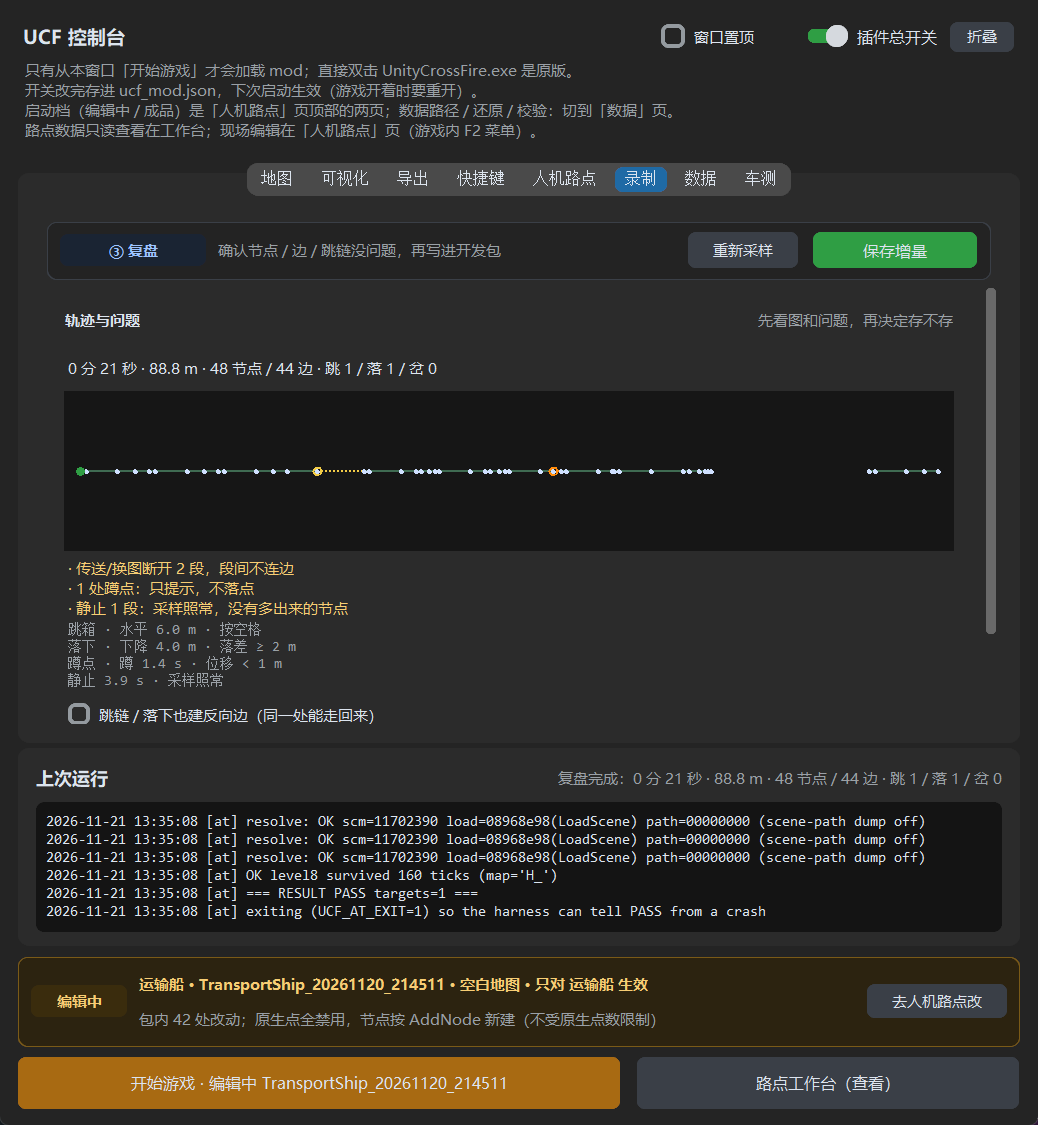 UCF 控制台
窗口置顶
插件总开关
折叠
只有从本窗口「开始游戏」才会加载 mod；直接双击 UnityCrossFire.exe 是原版。
开关改完存进 ucf_mod.json，下次启动生效（游戏开着时要重开）。
启动档（编辑中 / 成品）是「人机路点」页顶部的两页；数据路径 / 还原 / 校验：切到「数据」页。
路点数据只读查看在工作台；现场编辑在「人机路点」页（游戏内 F2 菜单）。
地图 可视化 导出 快捷键 人机路点 录制 数据 车测
③ 复盘
确认节点 / 边 / 跳链没问题，再写进开发包
重新采样
保存增量
轨迹与问题
先看图和问题，再决定存不存
0 分 21 秒 · 88.8 m · 48 节点 / 44 边 · 跳 1 / 落 1 / 岔 0
· 传送/换图断开 2 段，段间不连边
· 1 处蹲点：只提示，不落点
· 静止 1 段：采样照常，没有多出来的节点
跳箱 · 水平 6.0 m · 按空格
落下 · 下降 4.0 m · 落差 ≥ 2 m
蹲点 · 蹲 1.4 s · 位移 < 1 m
静止 3.9 s · 采样照常
跳链 / 落下也建反向边（同一处能走回来）
上次运行
复盘完成：0 分 21 秒 · 88.8 m · 48 节点 / 44 边 · 跳 1 / 落 1 / 岔 0
2026-11-21 13:35:08 [at] resolve: OK scm=11702390 load=08968e98(LoadScene) path=00000000 (scene-path dump off)
2026-11-21 13:35:08 [at] resolve: OK scm=11702390 load=08968e98(LoadScene) path=00000000 (scene-path dump off)
2026-11-21 13:35:08 [at] resolve: OK scm=11702390 load=08968e98(LoadScene) path=00000000 (scene-path dump off)
2026-11-21 13:35:08 [at] OK level8 survived 160 ticks (map='H_')
2026-11-21 13:35:08 [at] === RESULT PASS targets=1 ===
2026-11-21 13:35:08 [at] exiting (UCF_AT_EXIT=1) so the harness can tell PASS from a crash
编辑中
运输船 • TransportShip_20261120_214511 • 空白地图 • 只对 运输船 生效
包内 42 处改动；原生点全禁用，节点按 AddNode 新建（不受原生点数限制）
去人机路点改
开始游戏 · 编辑中 TransportShip_20261120_214511
路点工作台（查看）